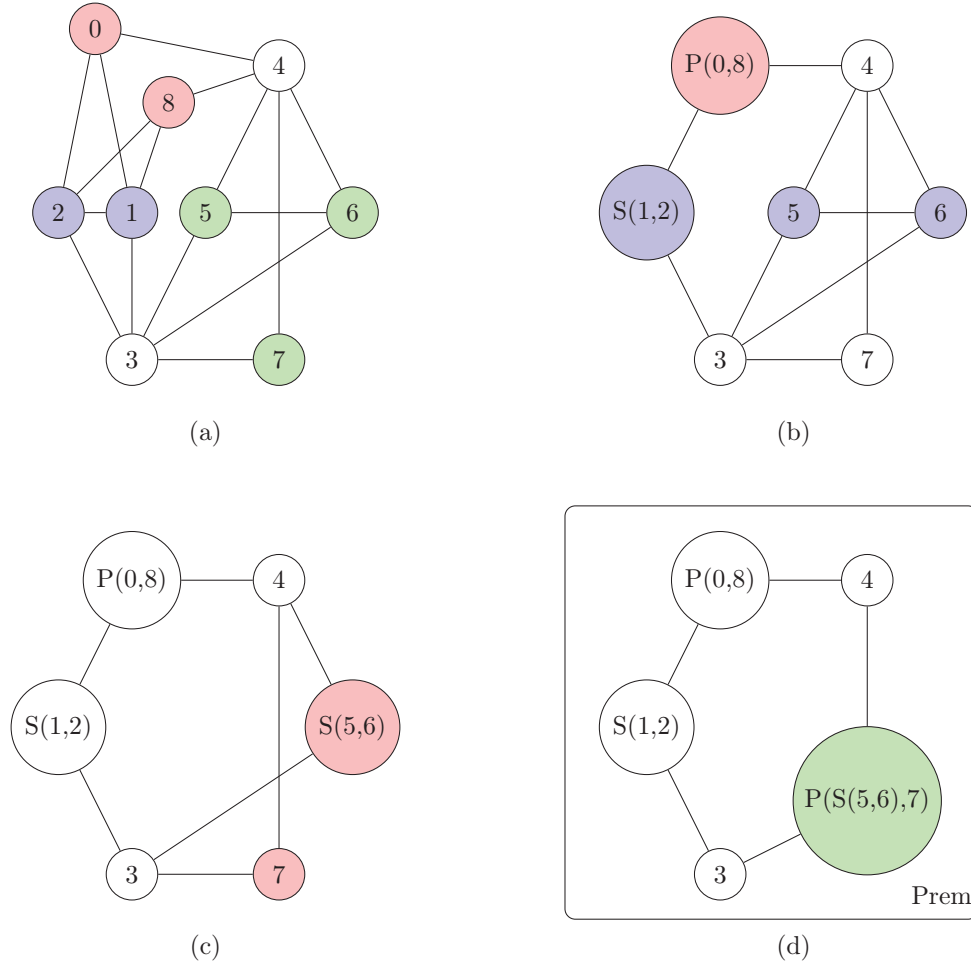 0
4
8
2
1
5
6
3
7
(a)
P(0,8)
4
S(1,2)
5
6
3
7
(b)
P(0,8)
4
S(1,2)
S(5,6)
3
7
(c)
P(0,8)
4
S(1,2)
P(S(5,6),7)
3
Prem
(d)